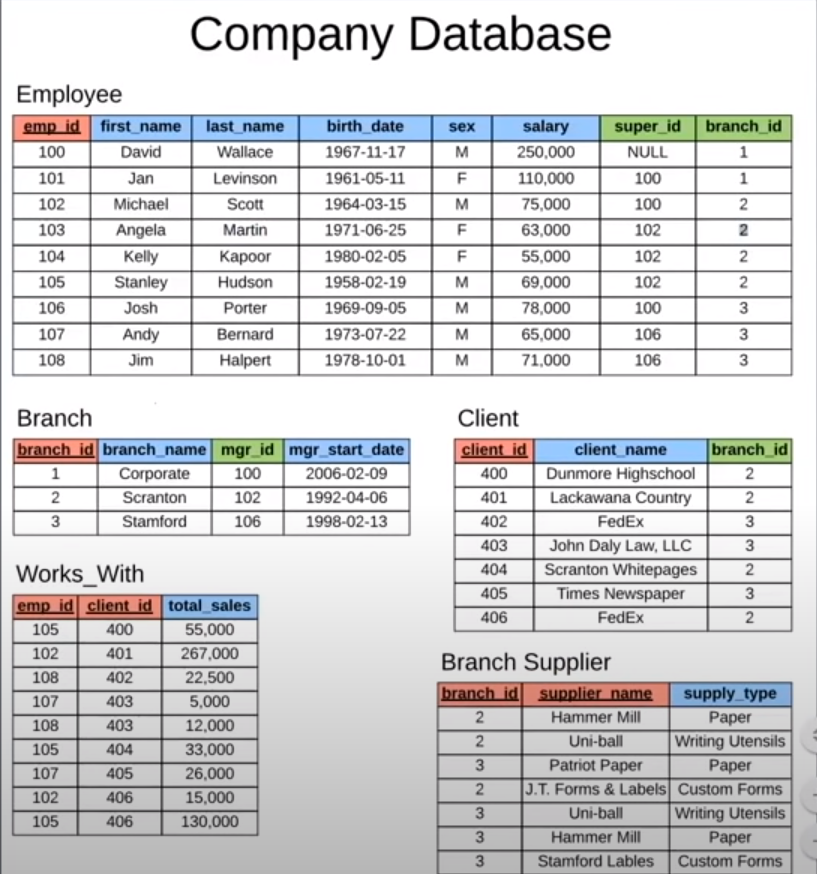 Company Database
Employee
emp_id first_name last_name birth_date sex salary super_id branch_id
100 David Wallace 1967-11-17 M 250,000 NULL 1
101 Jan Levinson 1961-05-11 F 110,000 100 1
102 Michael Scott 1964-03-15 M 75,000 100 2
103 Angela Martin 1971-06-25 F 63,000 102 2
104 Kelly Kapoor 1980-02-05 F 55,000 102 2
105 Stanley Hudson 1958-02-19 M 69,000 102 2
106 Josh Porter 1969-09-05 M 78,000 100 3
107 Andy Bernard 1973-07-22 M 65,000 106 3
108 Jim Halpert 1978-10-01 M 71,000 106 3
Branch
branch_id branch_name mgr_id mgr_start_date
1 Corporate 100 2006-02-09
2 Scranton 102 1992-04-06
3 Stamford 106 1998-02-13
Client
client_id client_name branch_id
400 Dunmore Highschool 2
401 Lackawana Country 2
402 FedEx 3
403 John Daly Law, LLC 3
404 Scranton Whitepages 2
405 Times Newspaper 3
406 FedEx 2
Works_With
emp_id client_id total_sales
105 400 55,000
102 401 267,000
108 402 22,500
107 403 5,000
108 403 12,000
105 404 33,000
107 405 26,000
102 406 15,000
105 406 130,000
Branch Supplier
branch_id supplier_name supply_type
2 Hammer Mill Paper
2 Uni-ball Writing Utensils
3 Patriot Paper Paper
2 J.T. Forms & Labels Custom Forms
3 Uni-ball Writing Utensils
3 Hammer Mill Paper
3 Stamford Lables Custom Forms